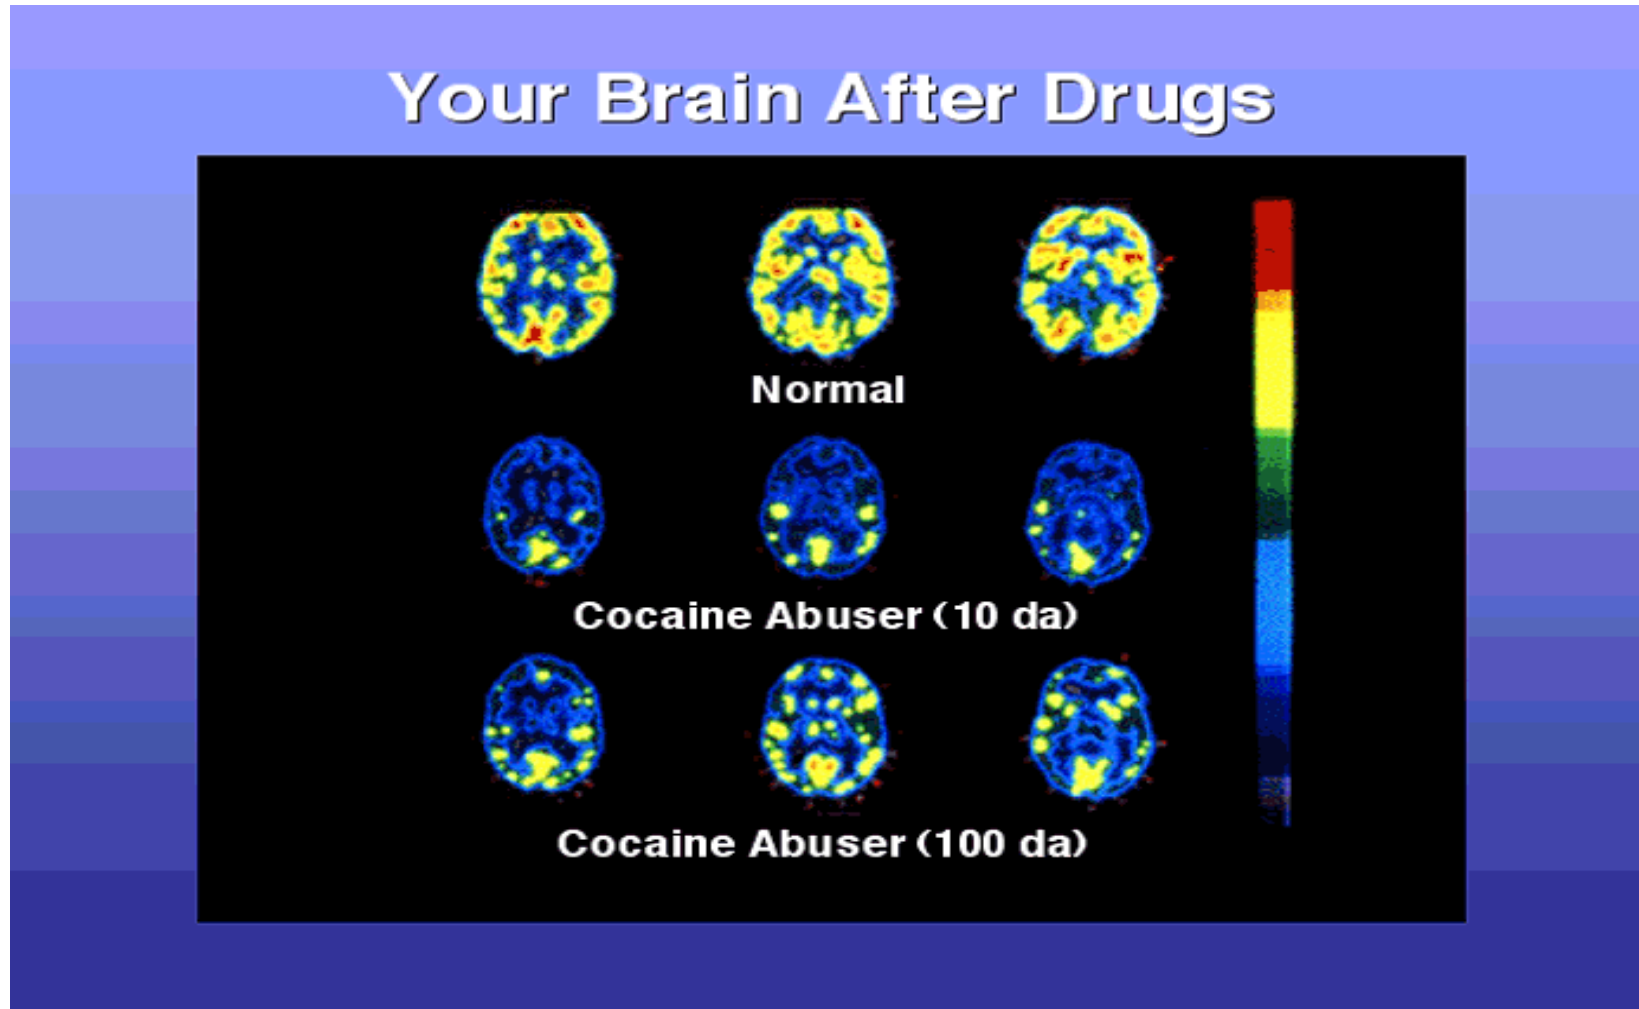 Your Brain After Drugs
Normal
Cocaine Abuser (10 da)
Cocaine Abuser (100 da)